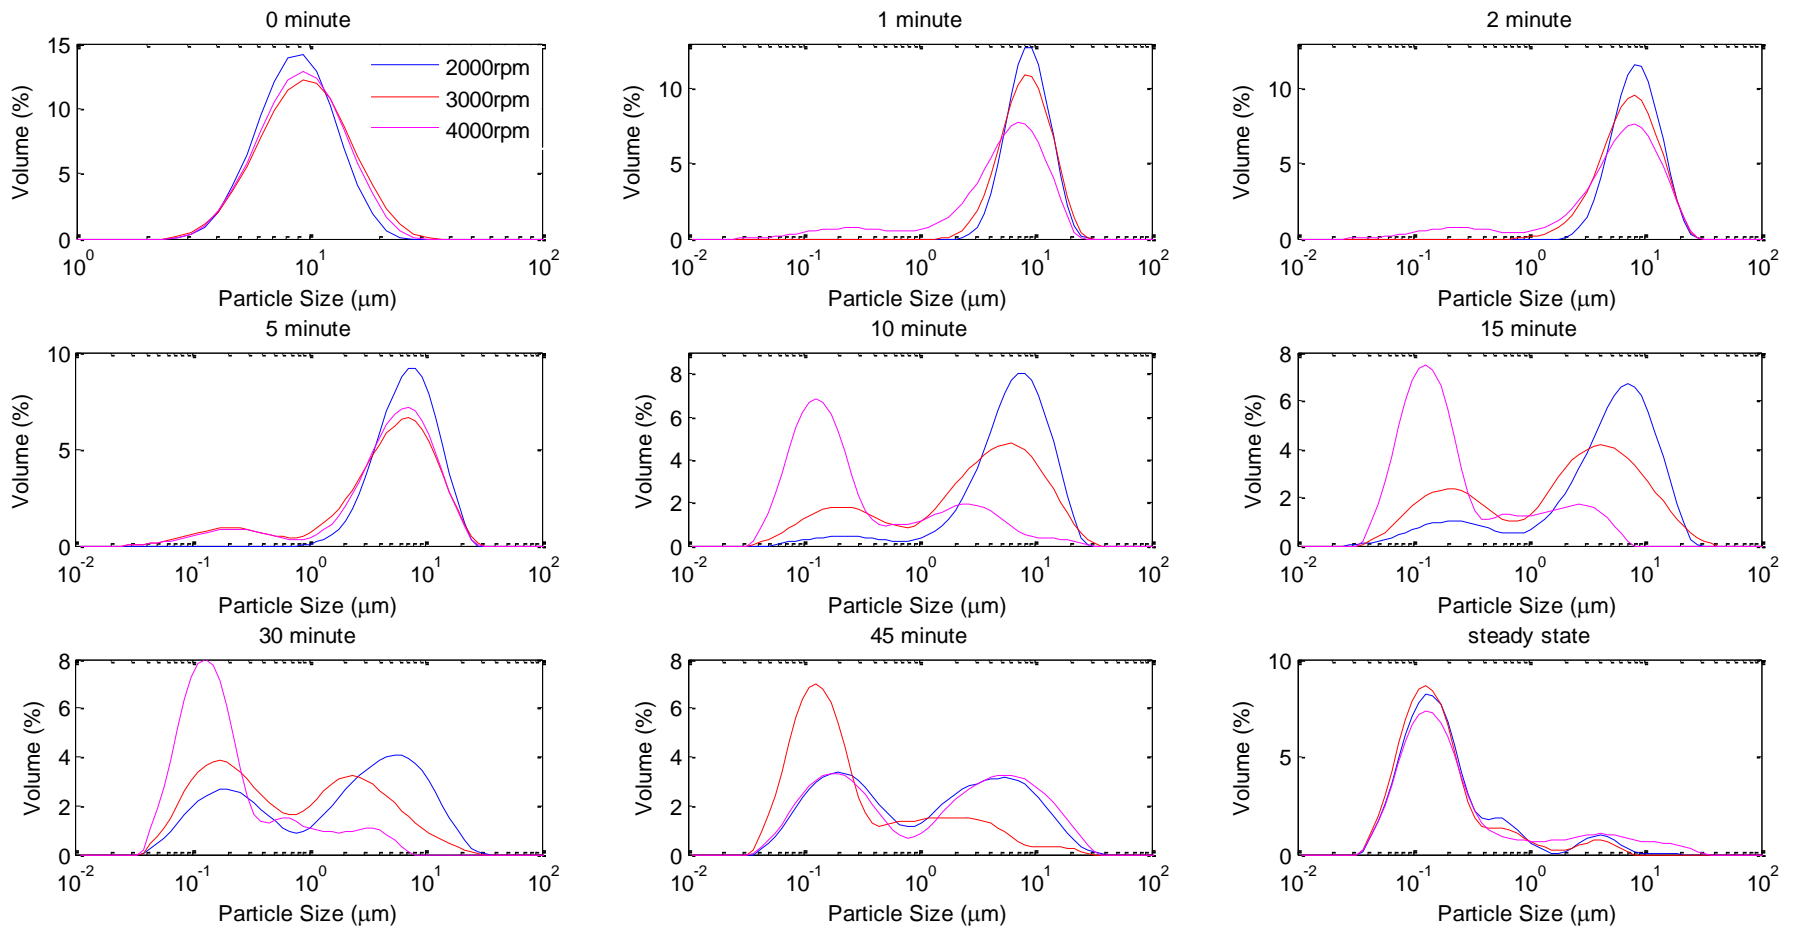 0 minute
1 minute
2 minute
15
10
5
0
2000rpm
3000rpm
4000rpm
10
5
0
10
5
0
Volume (%)
Volume (%)
Volume (%)
10^0
10^1
10^2
10^-2
10^-1
10^0
10^1
10^2
10^-2
10^-1
10^0
10^1
10^2
Particle Size (μm)
Particle Size (μm)
Particle Size (μm)
5 minute
10 minute
15 minute
10
5
0
8
6
4
2
0
8
6
4
2
0
Volume (%)
Volume (%)
Volume (%)
10^-2
10^-1
10^0
10^1
10^2
10^-2
10^-1
10^0
10^1
10^2
10^-2
10^-1
10^0
10^1
10^2
Particle Size (μm)
Particle Size (μm)
Particle Size (μm)
30 minute
45 minute
steady state
8
6
4
2
0
8
6
4
2
0
10
5
0
Volume (%)
Volume (%)
Volume (%)
10^-2
10^-1
10^0
10^1
10^2
10^-2
10^-1
10^0
10^1
10^2
10^-2
10^-1
10^0
10^1
10^2
Particle Size (μm)
Particle Size (μm)
Particle Size (μm)